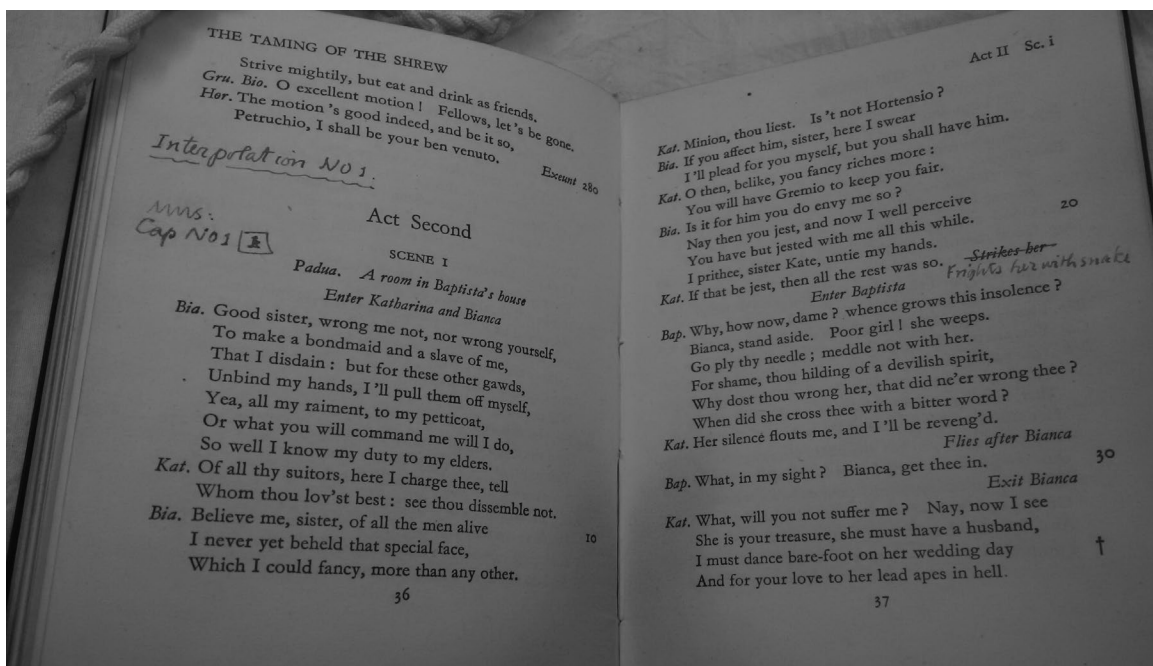 THE TAMING OF THE SHREW
Strive mightily, but eat and drink as friends.
Gru. Bio. O excellent motion! Fellows, let's be gone.
Hor. The motion 's good indeed, and be it so,
Petruchio, I shall be your ben venuto.
Exeunt 280
Interpolation NO 1.
Act Second
Cap NO1
SCENE I
Padua. A room in Baptista's house
Enter Katharina and Bianca
Bia. Good sister, wrong me not, nor wrong yourself,
To make a bondmaid and a slave of me,
That I disdain: but for these other gawds,
Unbind my hands, I'll pull them off myself,
Yea, all my raiment, to my petticoat,
Or what you will command me will I do,
So well I know my duty to my elders.
Kat. Of all thy suitors, here I charge thee, tell
Whom thou lov'st best: see thou dissemble not.
Bia. Believe me, sister, of all the men alive
I never yet beheld that special face, 10
Which I could fancy, more than any other.
36
Act II Sc. i
Kat. Minion, thou liest. Is 't not Hortensio?
Bia. If you affect him, sister, here I swear
I'll plead for you myself, but you shall have him.
Kat. O then, belike, you fancy riches more:
You will have Gremio to keep you fair.
Bia. Is it for him you do envy me so?
Nay then you jest, and now I well perceive
You have but jested with me all this while. 20
I prithee, sister Kate, untie my hands.
Kat. If that be jest, then all the rest was so. Strikes her
Frights her with snake
Enter Baptista
Bap. Why, how now, dame? whence grows this insolence?
Bianca, stand aside. Poor girl! she weeps.
Go ply thy needle; meddle not with her.
For shame, thou hilding of a devilish spirit,
Why dost thou wrong her, that did ne'er wrong thee?
When did she cross thee with a bitter word?
Kat. Her silence flouts me, and I'll be reveng'd.
Flies after Bianca
Bap. What, in my sight? Bianca, get thee in. 30
Exit Bianca
Kat. What, will you not suffer me? Nay, now I see
She is your treasure, she must have a husband,
I must dance bare-foot on her wedding day †
And for your love to her lead apes in hell.
37